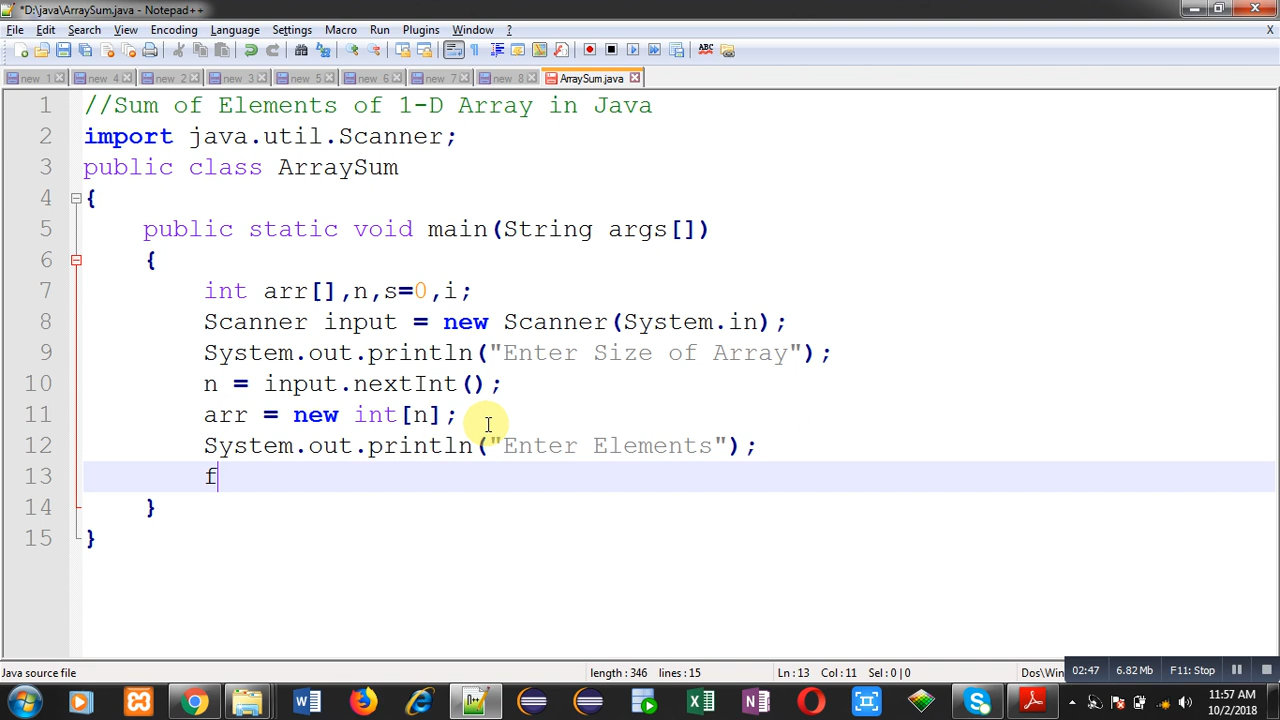 *D:\java\ArraySum.java - Notepad++
File Edit Search View Encoding Language Settings Macro Run Plugins Window ? X
new 1 new 4 new 2 new 3 new 5 new 6 new 7 new 8 ArraySum.java
1 //Sum of Elements of 1-D Array in Java
2 import java.util.Scanner;
3 public class ArraySum
4 {
5 public static void main(String args[])
6 {
7 int arr[],n,s=0,i;
8 Scanner input = new Scanner(System.in);
9 System.out.println("Enter Size of Array");
10 n = input.nextInt();
11 arr = new int[n];
12 System.out.println("Enter Elements");
13 f
14 }
15 }
Java source file length : 346 lines : 15 Ln : 13 Col : 11 Sel : 0 | 0 Dos\Win 02:47 6.82 Mb F11: Stop
11:57 AM
10/2/2018